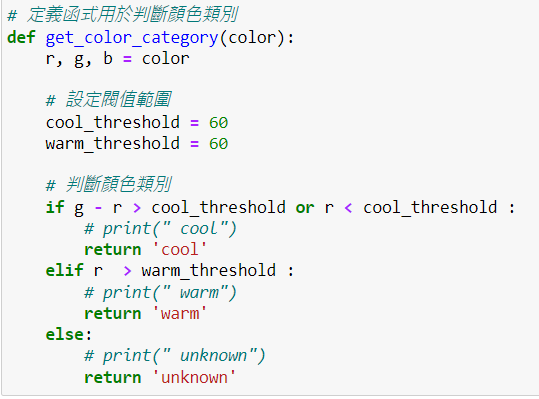 # 定義函式用於判斷顏色類別
def get_color_category(color):
    r, g, b = color

    # 設定閥值範圍
    cool_threshold = 60
    warm_threshold = 60

    # 判斷顏色類別
    if g - r > cool_threshold or r < cool_threshold :
        # print(" cool")
        return 'cool'
    elif r  > warm_threshold :
        # print(" warm")
        return 'warm'
    else:
        # print(" unknown")
        return 'unknown'